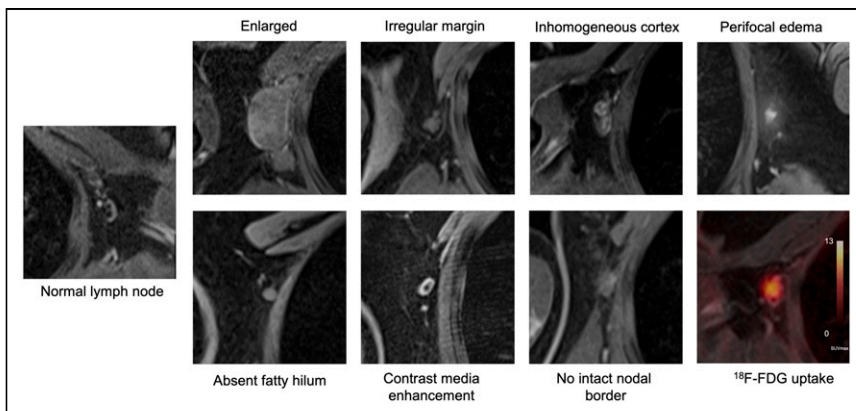 Enlarged
Irregular margin
Inhomogeneous cortex
Perifocal edema
Normal lymph node
13
0
SUVmax
Absent fatty hilum
Contrast media
enhancement
No intact nodal
border
¹⁸F-FDG uptake